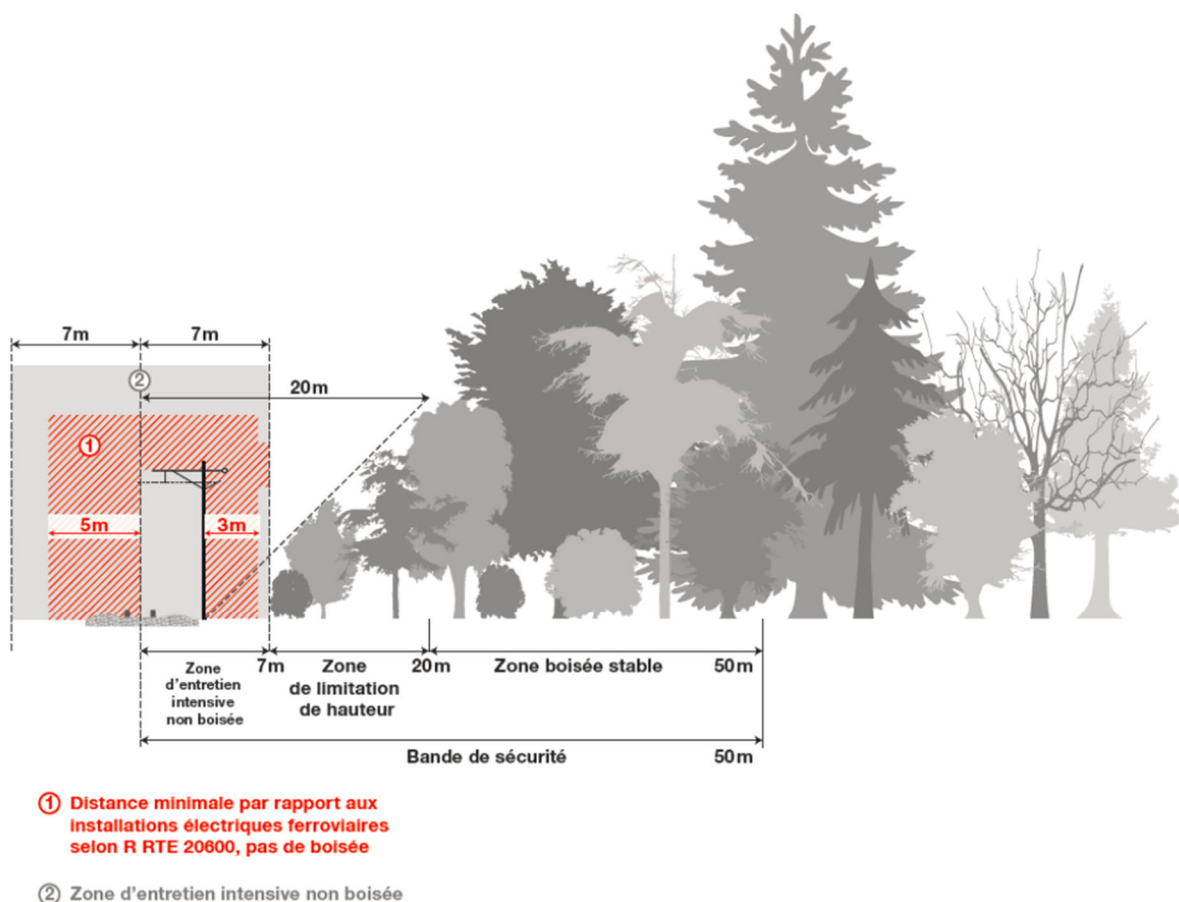 7m
7m
2
20m
1
5m
3m
Zone
d'entretien
intensive
non boisée
7m
Zone
de limitation
de hauteur
20m
Zone boisée stable
50m
Bande de sécurité
50m
1 Distance minimale par rapport aux
installations électriques ferroviaires
selon R RTE 20600, pas de boisée
2 Zone d'entretien intensive non boisée